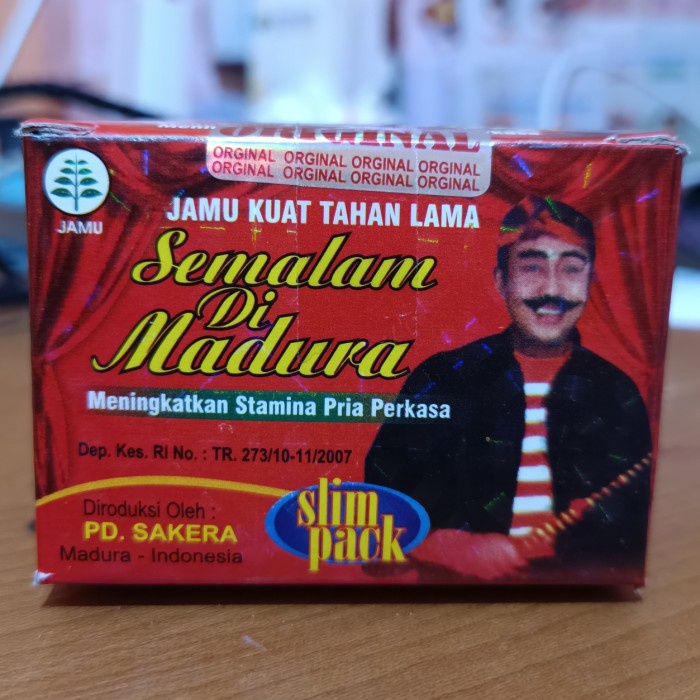 ORIGINAL
ORGINAL ORGINAL ORGINAL ORGINAL
ORGINAL ORGINAL ORGINAL ORGINAL
JAMU
JAMU KUAT TAHAN LAMA
Semalam
Di
Madura
Meningkatkan Stamina Pria Perkasa
Dep. Kes. RI No. : TR. 273/10-11/2007
Diroduksi Oleh :
PD. SAKERA
Madura - Indonesia
slim
pack